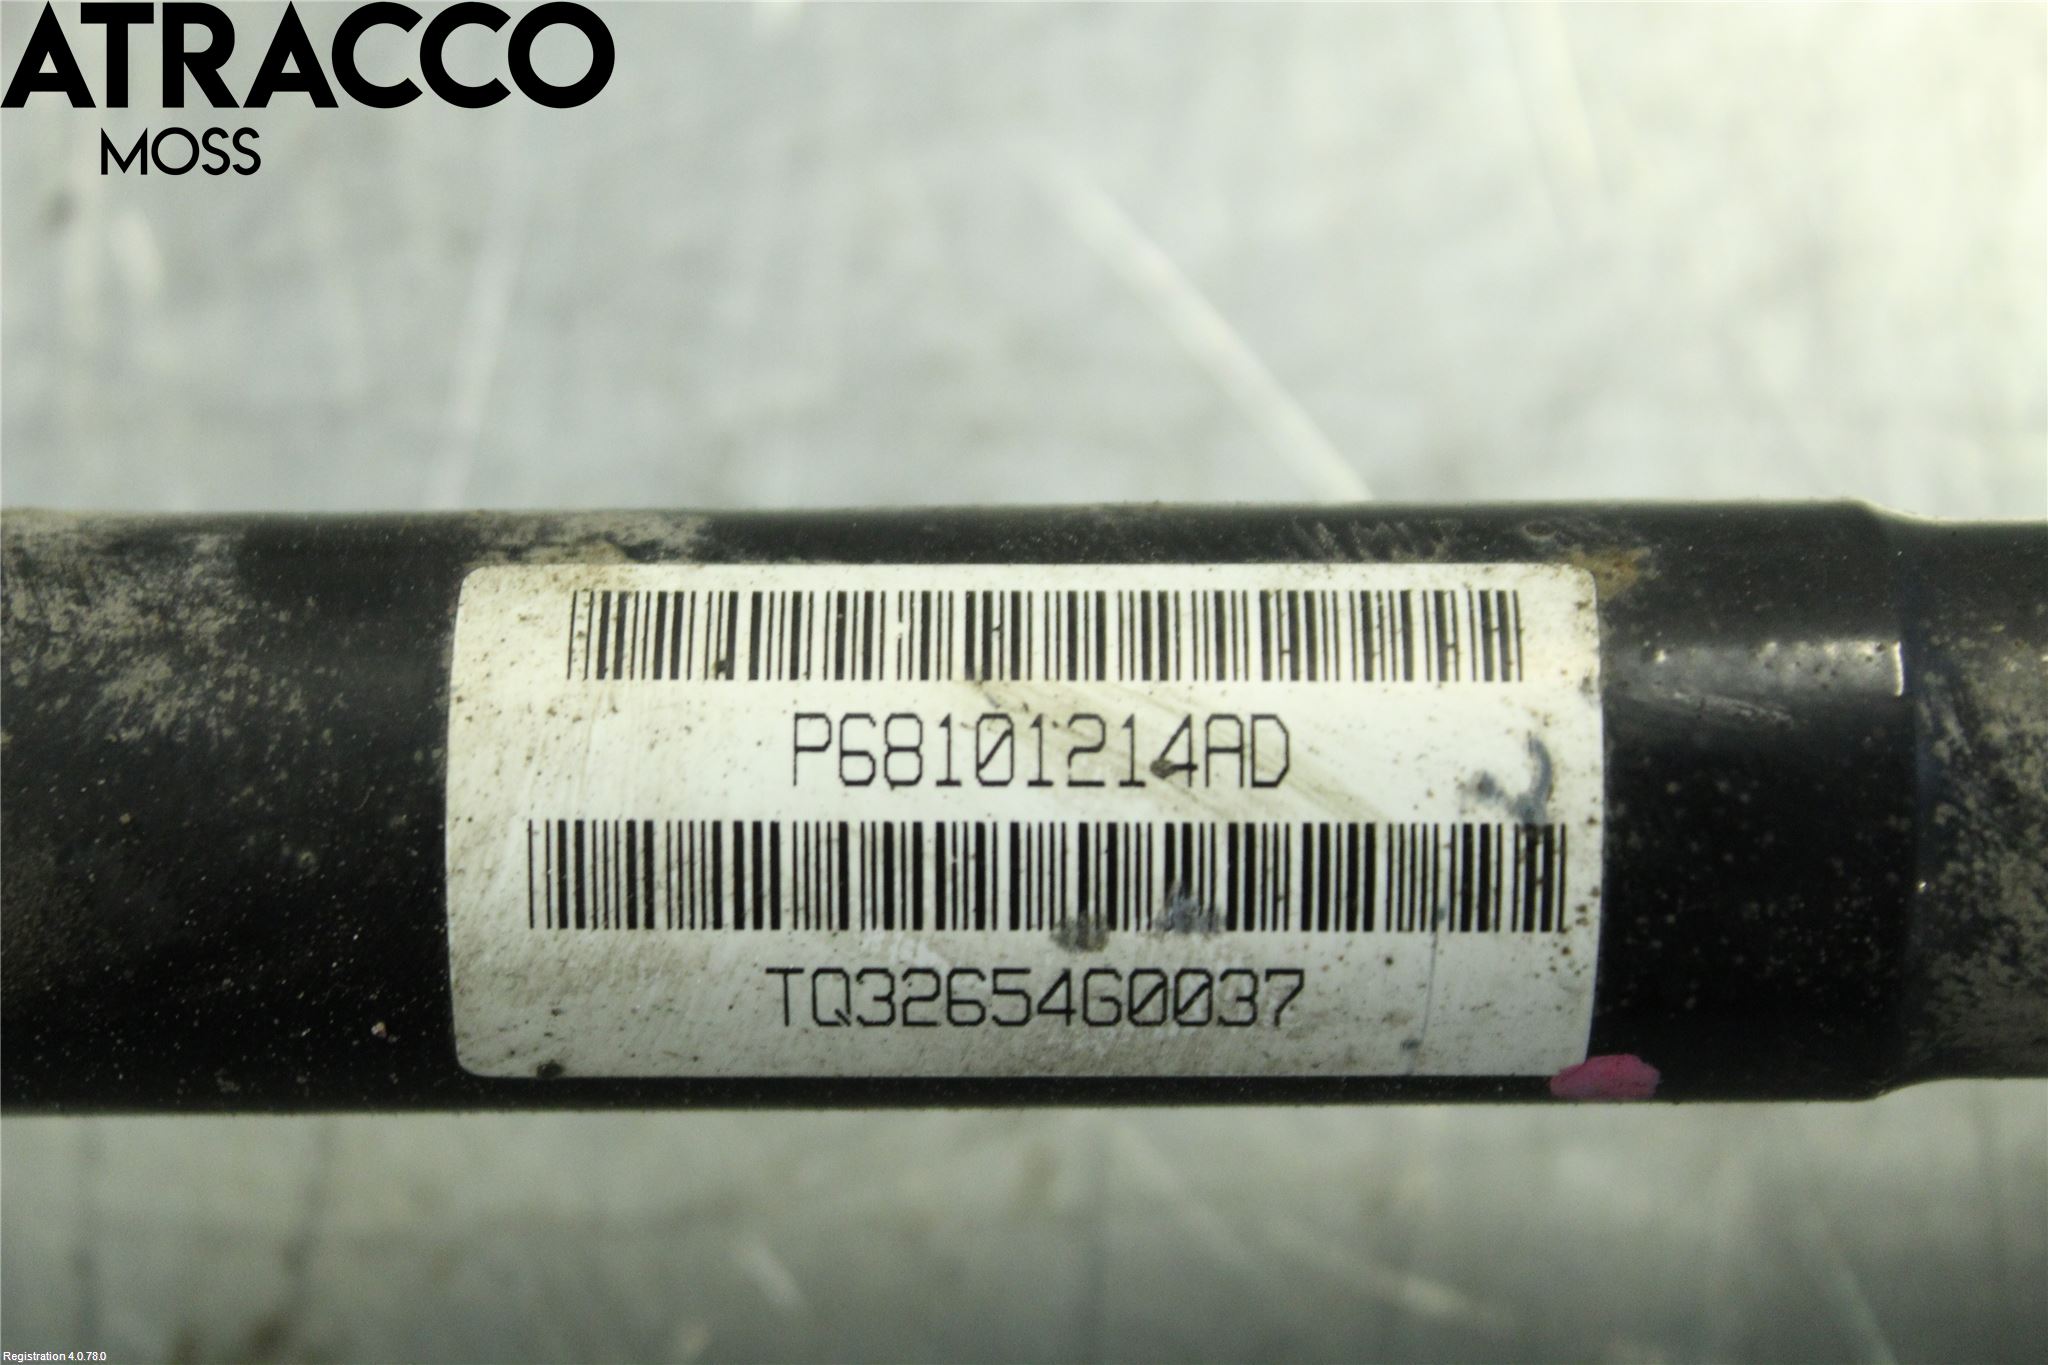 ATRACCO
MOSS
P68101214AD
TQ32654G0037
Registration 4.0.78.0